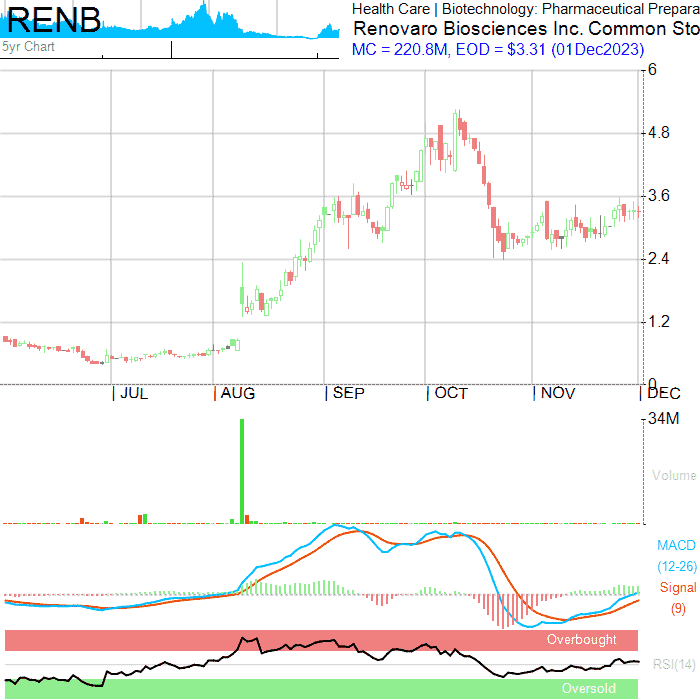 RENB
5yr Chart
Health Care | Biotechnology: Pharmaceutical Prepara
Renovaro Biosciences Inc. Common Sto
MC = 220.8M, EOD = $3.31 (01Dec2023)
6
4.8
3.6
2.4
1.2
0
JUL
AUG
SEP
OCT
NOV
DEC
34M
Volume
MACD
(12-26)
Signal
(9)
Overbought
RSI(14)
Oversold